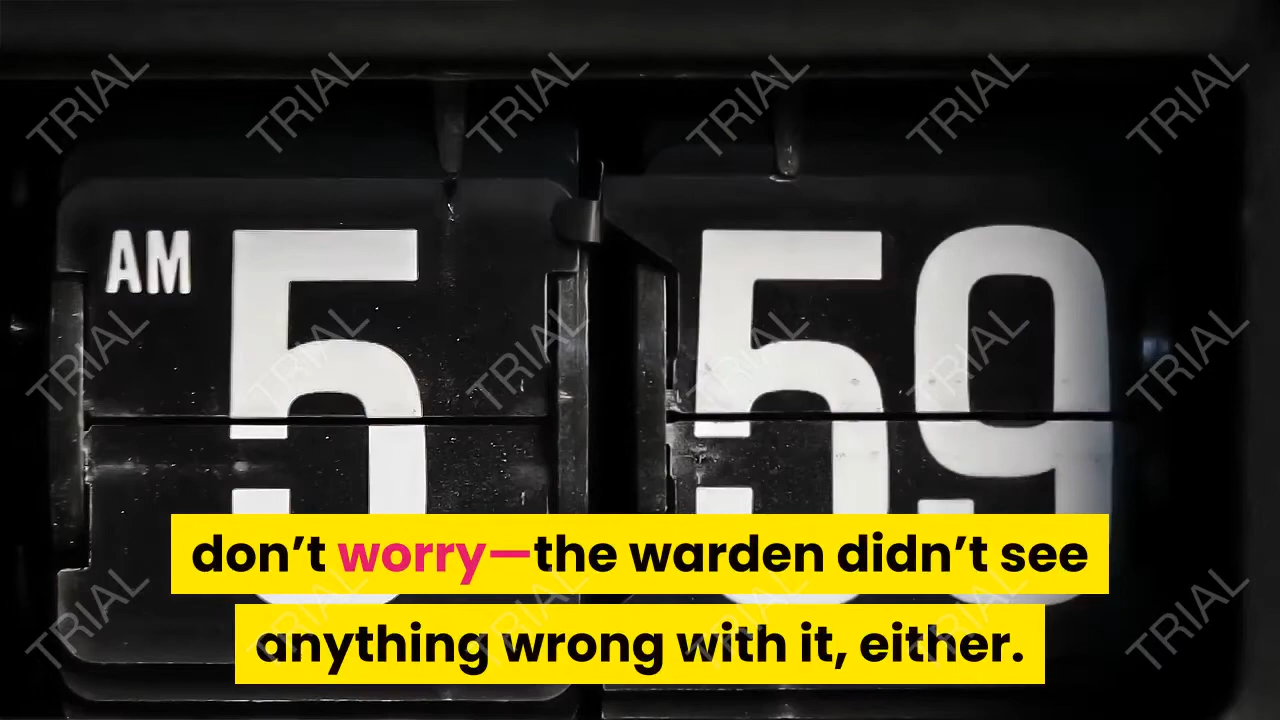 TRIAL TRIAL TRIAL TRIAL TRIAL TRIAL
AM 5 59
TRIAL TRIAL TRIAL TRIAL TRIAL TRIAL
don’t worry—the warden didn’t see
anything wrong with it, either.
TRIAL TRIAL TRIAL TRIAL TRIAL TRIAL